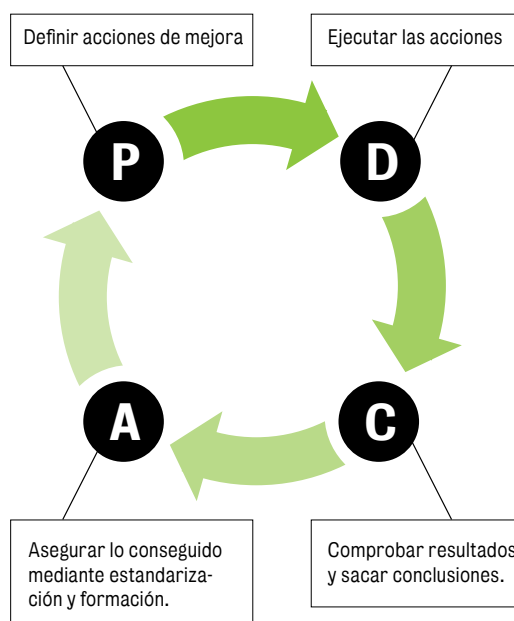 Definir acciones de mejora
Ejecutar las acciones
P
D
A
C
Asegurar lo conseguido
mediante estandariza-
ción y formación.
Comprobar resultados
y sacar conclusiones.